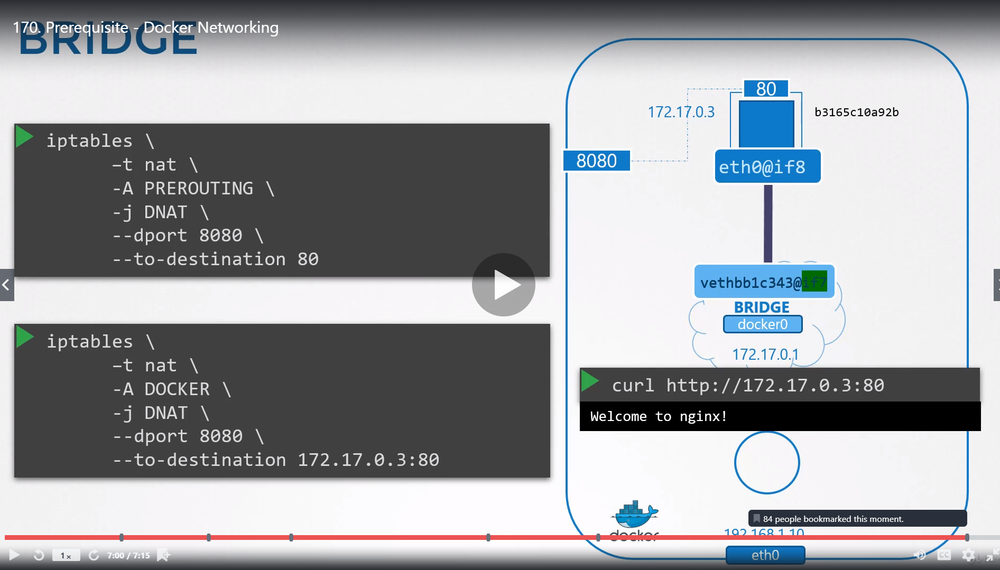 170. Prerequisite - Docker Networking
BRIDGE
80
172.17.0.3
b3165c10a92b
8080
eth0@if8
iptables \
–t nat \
-A PREROUTING \
-j DNAT \
--dport 8080 \
--to-destination 80
vethbb1c343@if7
BRIDGE
docker0
172.17.0.1
iptables \
–t nat \
-A DOCKER \
-j DNAT \
--dport 8080 \
--to-destination 172.17.0.3:80
curl http://172.17.0.3:80
Welcome to nginx!
84 people bookmarked this moment.
docker
192.168.1.10
eth0
1x
7:00 / 7:15
CC